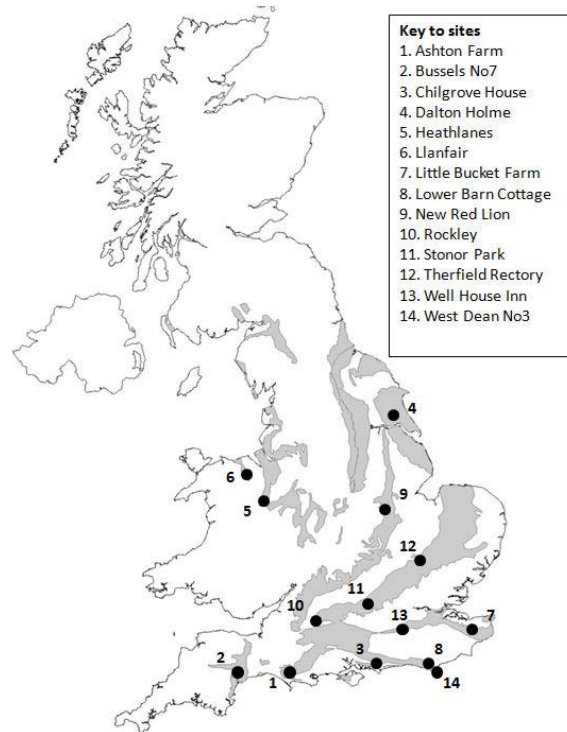 Key to sites
1. Ashton Farm
2. Bussels No7
3. Chilgrove House
4. Dalton Holme
5. Heathlanes
6. Llanfair
7. Little Bucket Farm
8. Lower Barn Cottage
9. New Red Lion
10. Rockley
11. Stonor Park
12. Therfield Rectory
13. Well House Inn
14. West Dean No3
4
6
5
9
12
11
10
13
7
3
8
2
1
14